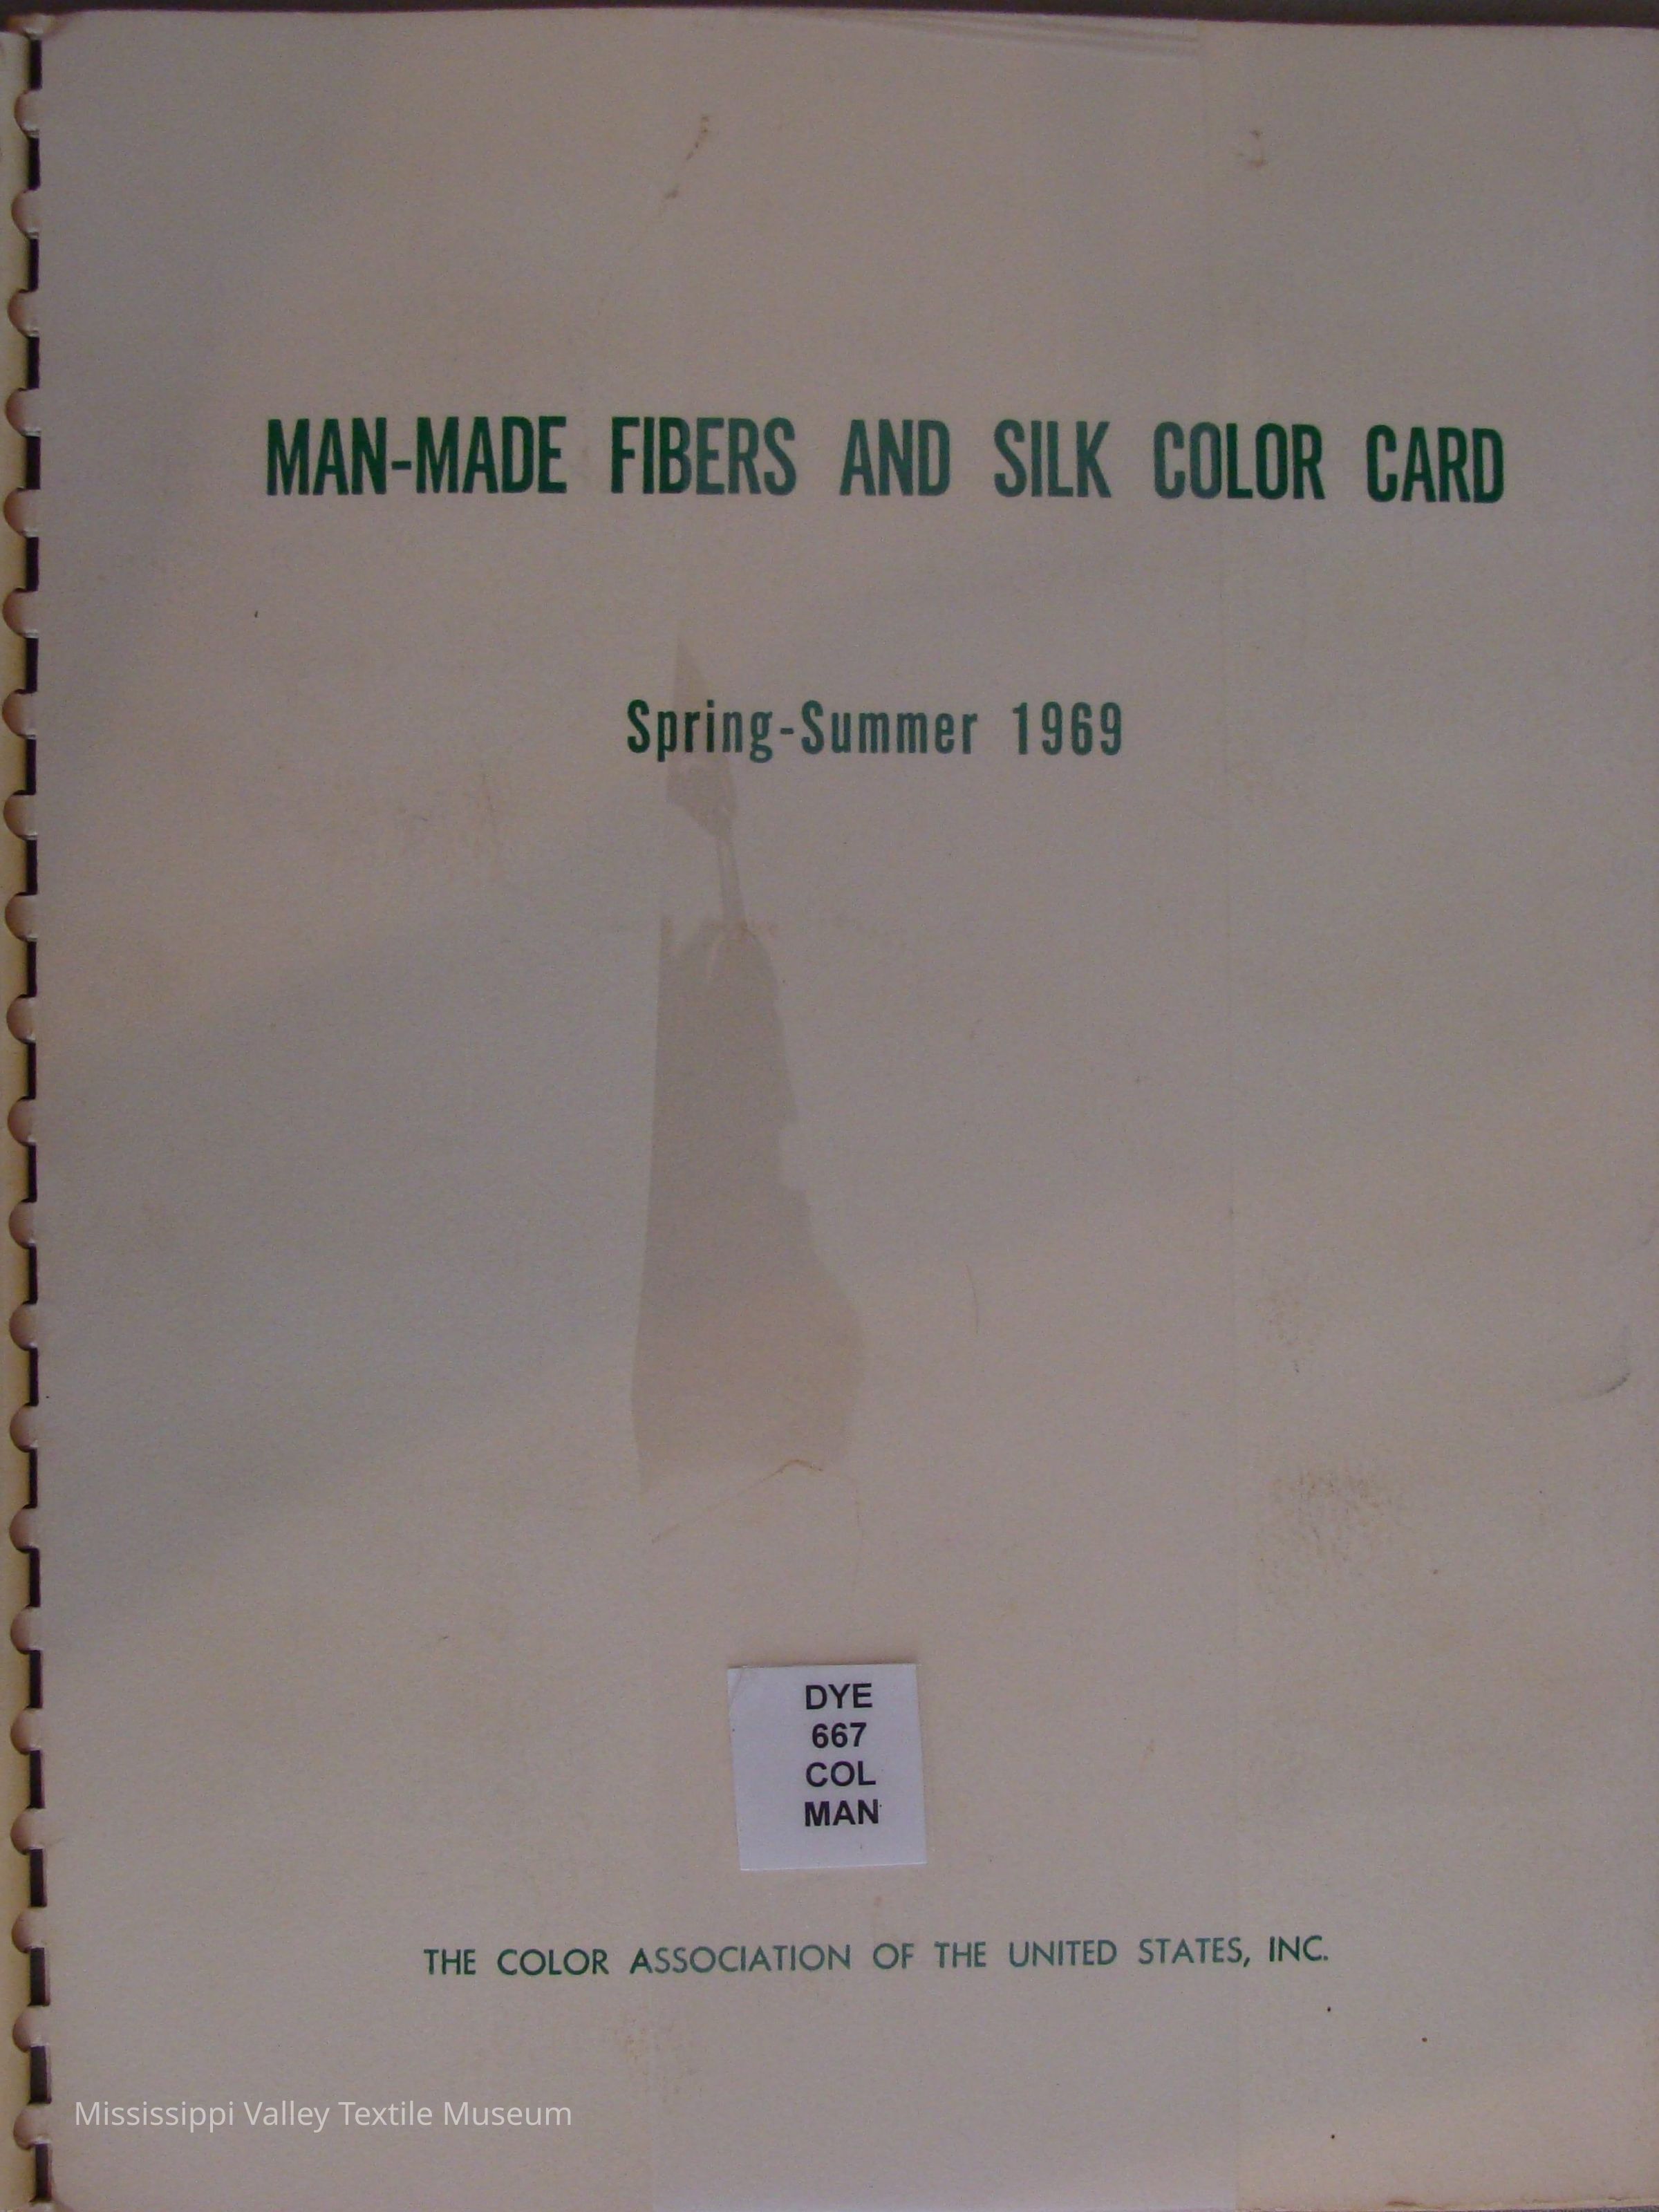 MAN-MADE FIBERS AND SILK COLOR CARD
Spring-Summer 1969
DYE
667
COL
MAN
THE COLOR ASSOCIATION OF THE UNITED STATES, INC.
Mississippi Valley Textile Museum